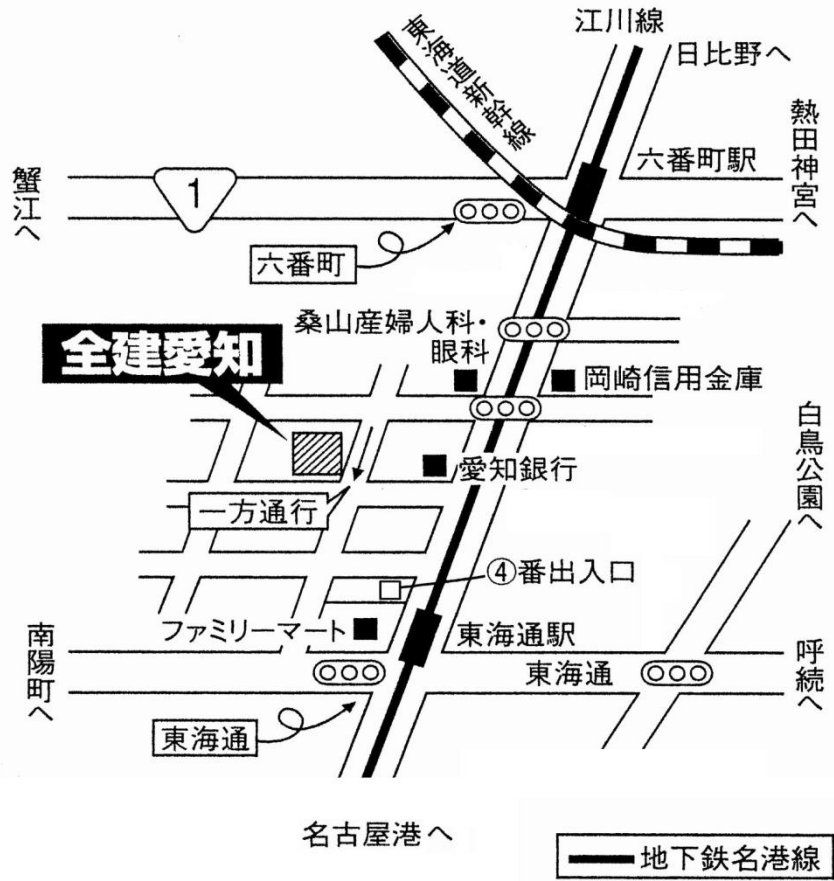 江川線
日比野へ
東海道新幹線
熱田神宮へ
六番町駅
蟹江へ
1
六番町
桑山産婦人科・
眼科
全建愛知
岡崎信用金庫
白鳥公園へ
愛知銀行
一方通行
④番出入口
ファミリーマート
東海通駅
南陽町へ
東海通
呼続へ
東海通
名古屋港へ
地下鉄名港線